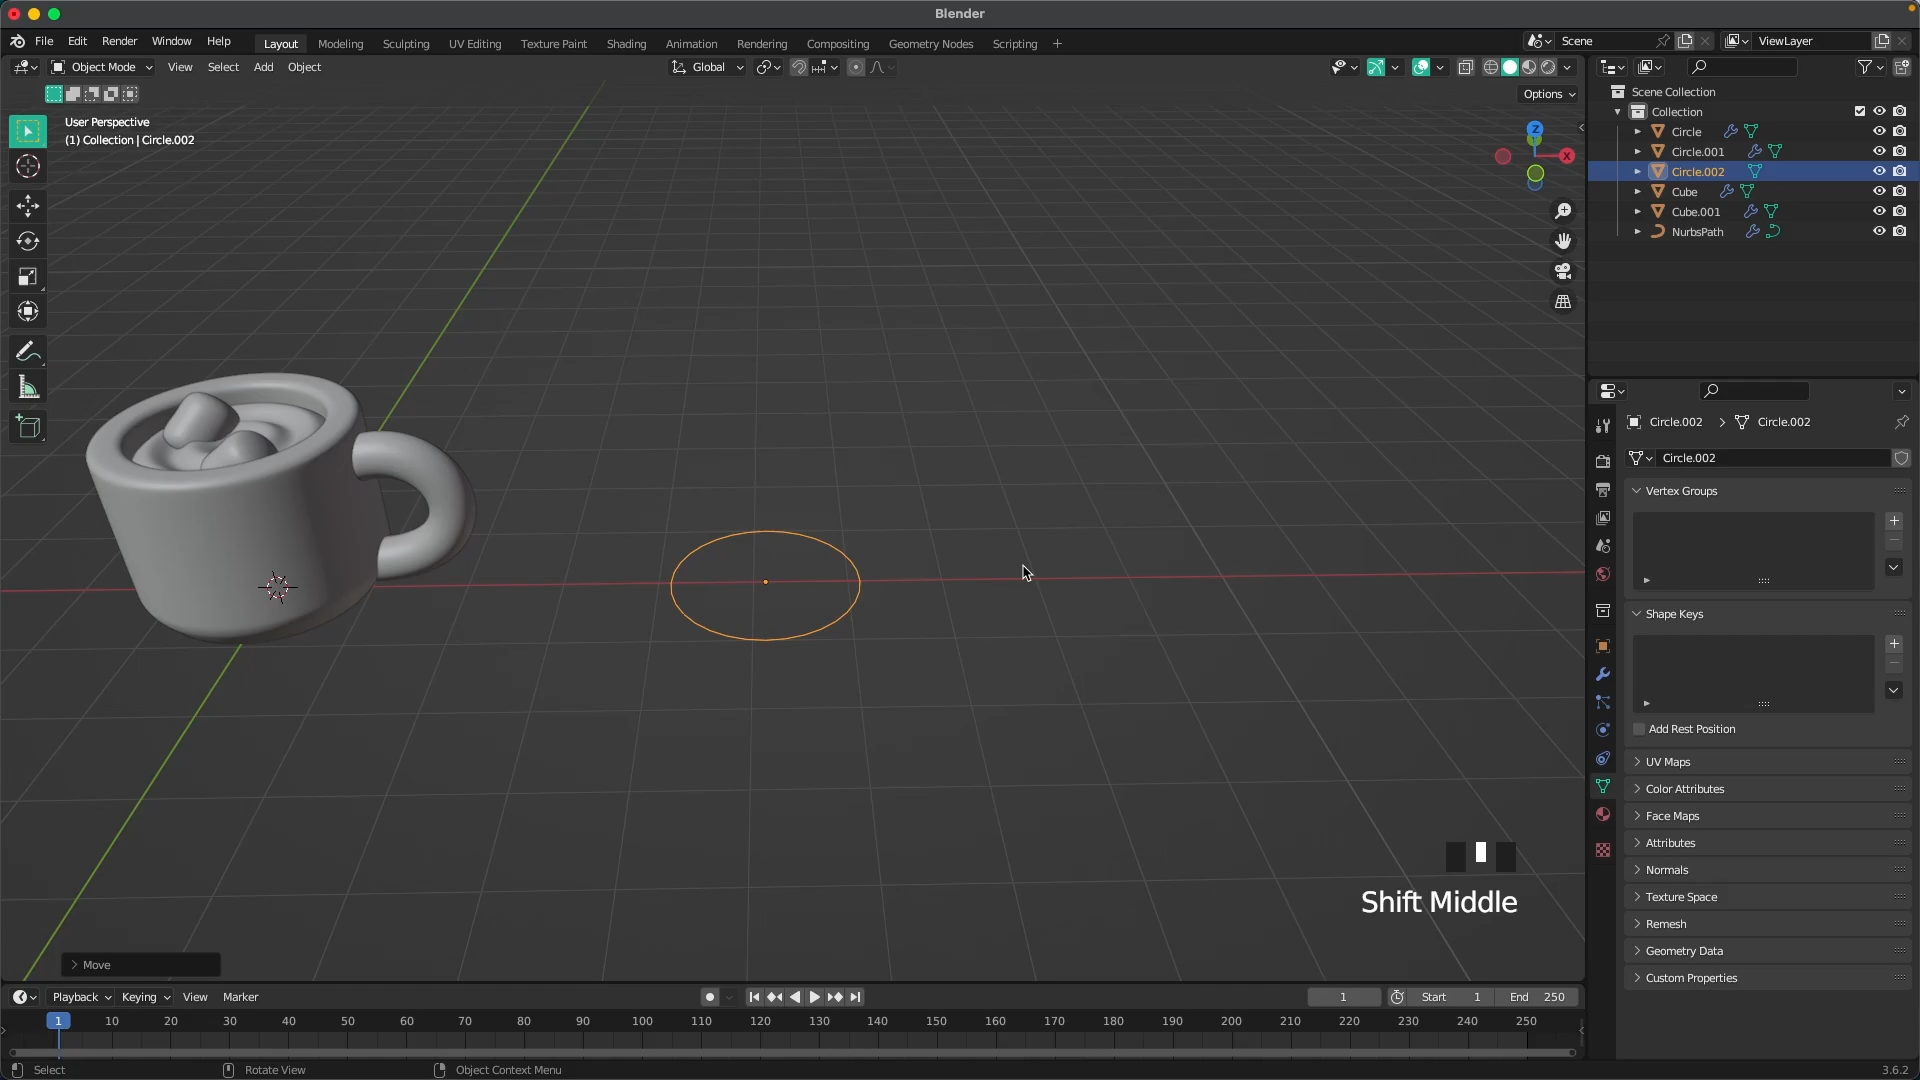 Blender
File Edit Render Window Help Layout Modeling Sculpting UV Editing Texture Paint Shading Animation Rendering Compositing Geometry Nodes Scripting + Scene ViewLayer
Object Mode View Select Add Object Global
Options
User Perspective
(1) Collection | Circle.002
Z
X
Scene Collection
Collection
Circle
Circle.001
Circle.002
Cube
Cube.001
NurbsPath
Circle.002 > Circle.002
Circle.002
Vertex Groups
Shape Keys
Add Rest Position
UV Maps
Color Attributes
Face Maps
Attributes
Normals
Texture Space
Remesh
Geometry Data
Custom Properties
Shift Middle
Move
Playback Keying View Marker 1 Start 1 End 250
1 10 20 30 40 50 60 70 80 90 100 110 120 130 140 150 160 170 180 190 200 210 220 230 240 250
Select Rotate View Object Context Menu 3.6.2